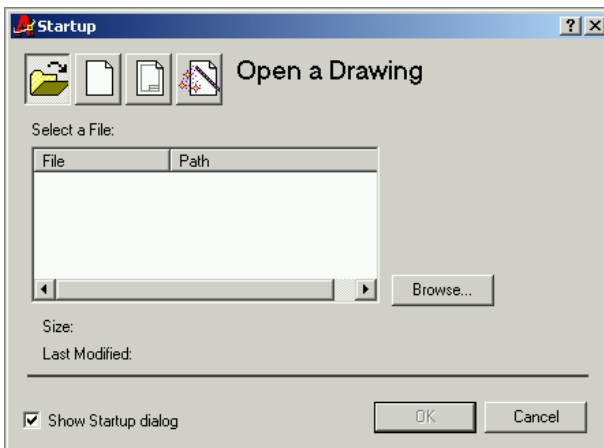 Startup
Open a Drawing
Select a File:
File Path
Browse...
Size:
Last Modified:
Show Startup dialog
OK Cancel